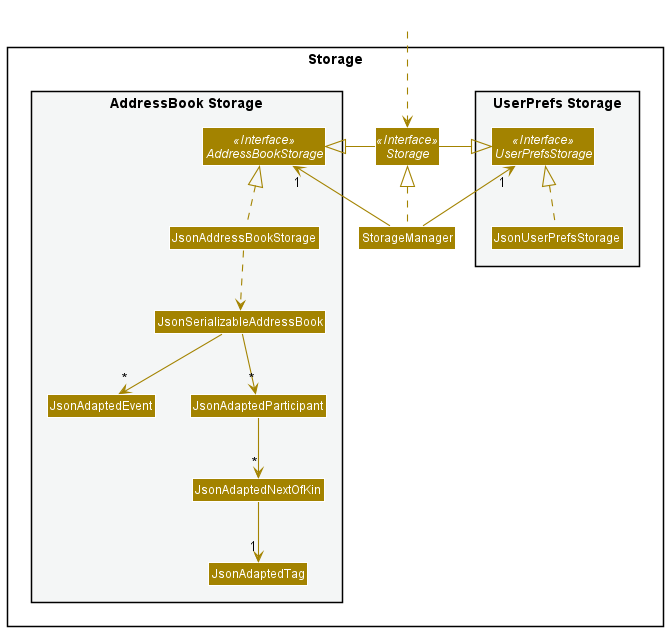 Storage
AddressBook Storage
UserPrefs Storage
«Interface»
AddressBookStorage
«Interface»
Storage
«Interface»
UserPrefsStorage
1
1
JsonAddressBookStorage
StorageManager
JsonUserPrefsStorage
JsonSerializableAddressBook
*
*
JsonAdaptedEvent
JsonAdaptedParticipant
*
JsonAdaptedNextOfKin
1
JsonAdaptedTag